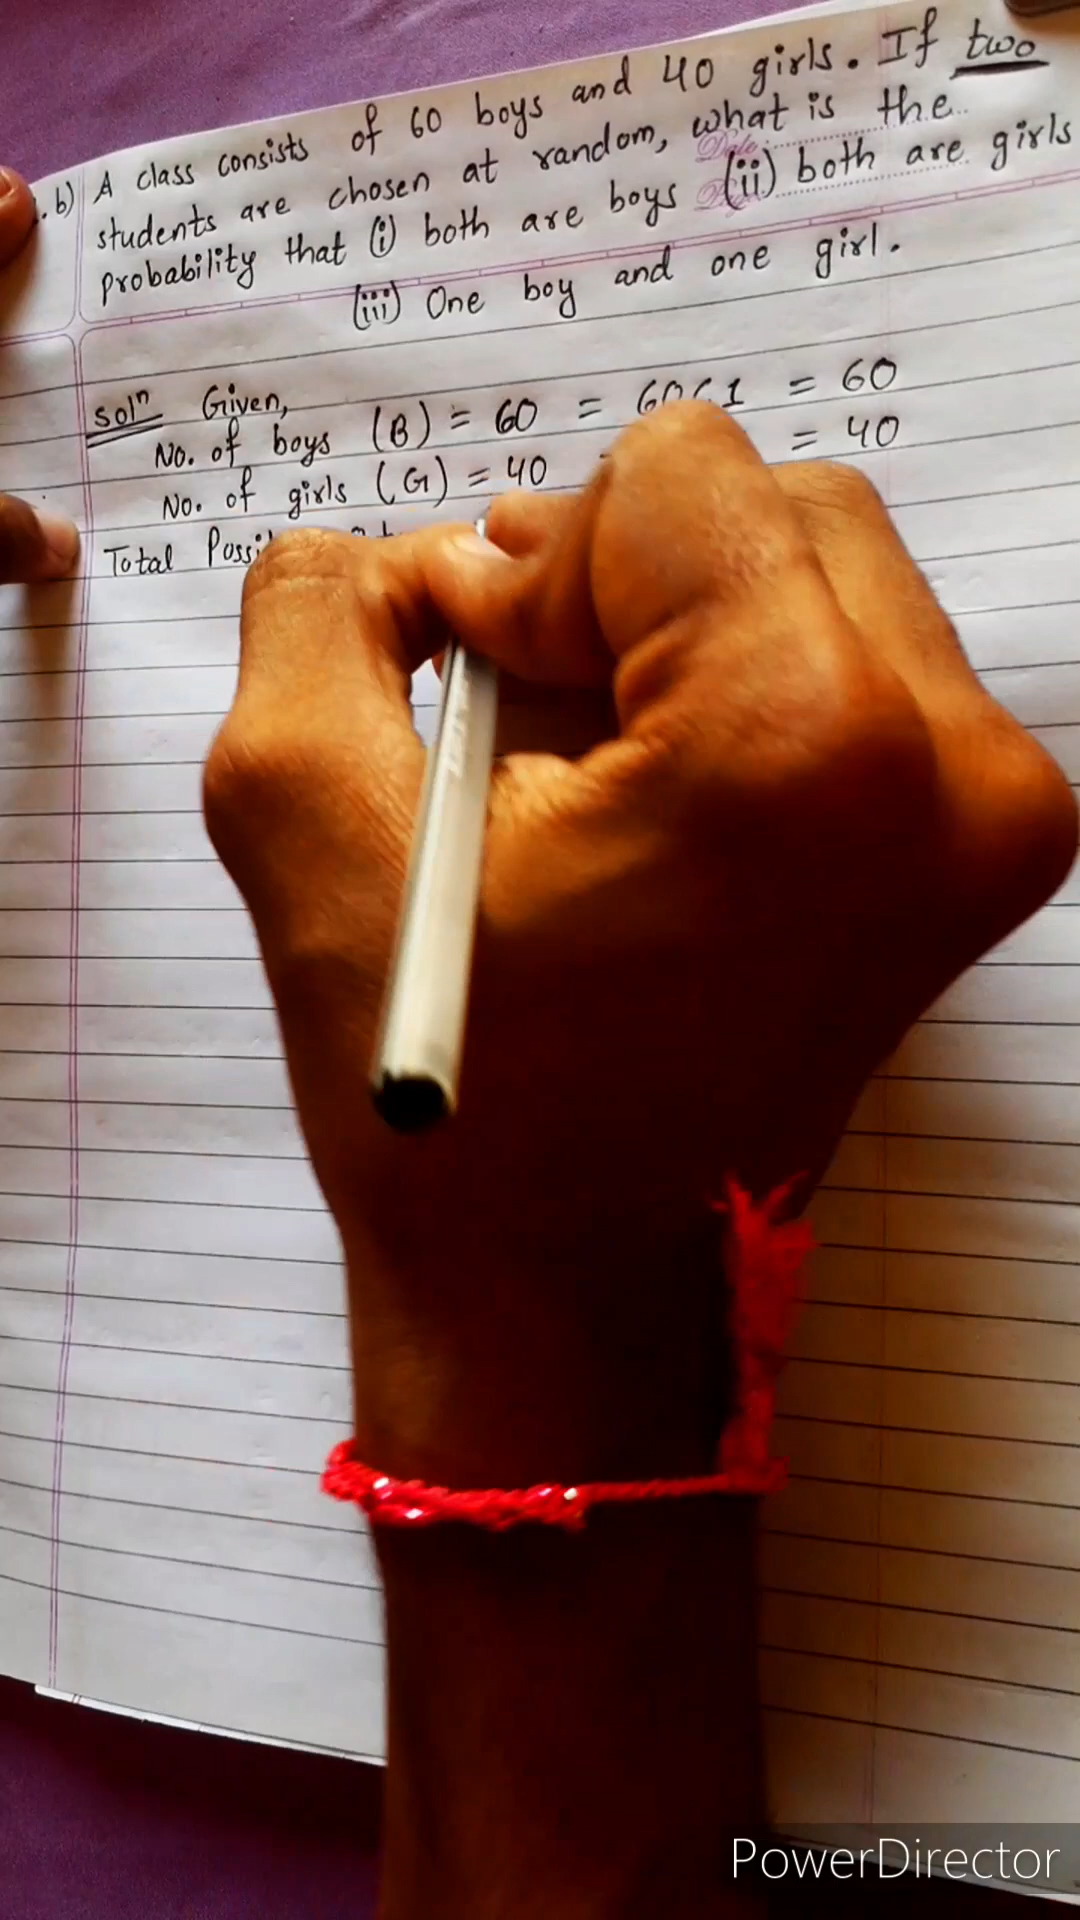 b) A class consists of 60 boys and 40 girls. If two
students are chosen at random, what is the
probability that (i) both are boys (ii) both are girls
(iii) One boy and one girl.
Solⁿ Given,
No. of boys (B) = 60 = 60C1 = 60
No. of girls (G) = 40 = 40
Total
PowerDirector